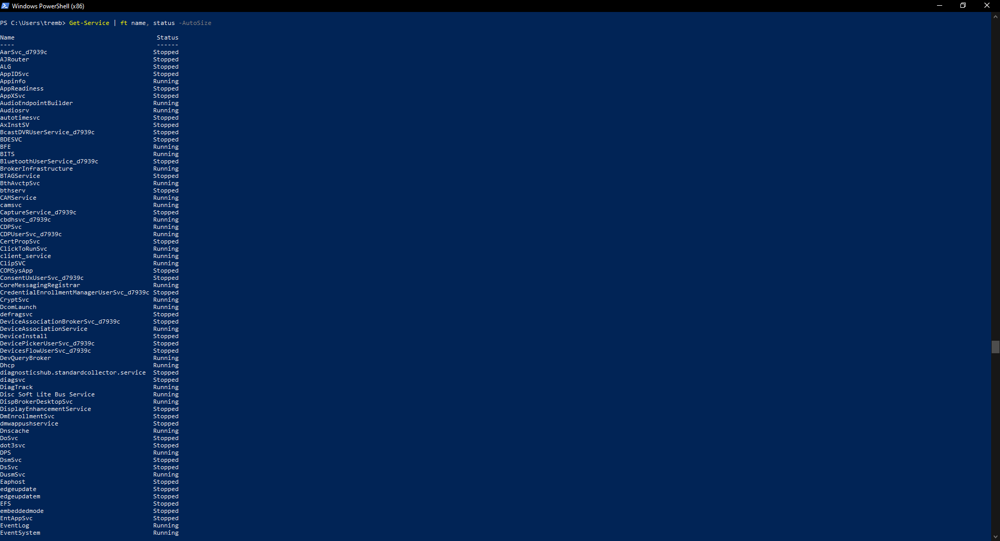 Windows PowerShell (x86)
PS C:\Users\tremb> Get-Service | ft name, status -AutoSize
Name                                       Status
----                                       ------
AarSvc_d7939c                             Stopped
AJRouter                                  Stopped
ALG                                       Stopped
AppIDSvc                                  Stopped
Appinfo                                   Running
AppReadiness                              Stopped
AppXSvc                                   Stopped
AudioEndpointBuilder                      Running
Audiosrv                                  Running
autotimesvc                               Stopped
AxInstSV                                  Stopped
BcastDVRUserService_d7939c                Stopped
BDESVC                                    Stopped
BFE                                       Running
BITS                                      Running
BluetoothUserService_d7939c               Stopped
BrokerInfrastructure                      Running
BTAGService                               Stopped
BthAvctpSvc                               Running
bthserv                                   Stopped
CAMService                                Running
camsvc                                    Running
CaptureService_d7939c                     Stopped
cbdhsvc_d7939c                            Running
CDPSvc                                    Running
CDPUserSvc_d7939c                         Running
CertPropSvc                               Stopped
ClickToRunSvc                             Running
client_service                            Running
ClipSVC                                   Running
COMSysApp                                 Stopped
ConsentUxUserSvc_d7939c                   Stopped
CoreMessagingRegistrar                    Running
CredentialEnrollmentManagerUserSvc_d7939c Stopped
CryptSvc                                  Running
DcomLaunch                                Running
defragsvc                                 Stopped
DeviceAssociationBrokerSvc_d7939c         Stopped
DeviceAssociationService                  Running
DeviceInstall                             Stopped
DevicePickerUserSvc_d7939c                Stopped
DevicesFlowUserSvc_d7939c                 Stopped
DevQueryBroker                            Running
Dhcp                                      Running
diagnosticshub.standardcollector.service  Stopped
diagsvc                                   Stopped
DiagTrack                                 Running
Disc Soft Lite Bus Service                Running
DispBrokerDesktopSvc                      Running
DisplayEnhancementService                 Stopped
DmEnrollmentSvc                           Stopped
dmwappushservice                          Stopped
Dnscache                                  Running
DoSvc                                     Stopped
dot3svc                                   Stopped
DPS                                       Running
DsmSvc                                    Stopped
DsSvc                                     Stopped
DusmSvc                                   Running
Eaphost                                   Stopped
edgeupdate                                Stopped
edgeupdatem                               Stopped
EFS                                       Stopped
embeddedmode                              Stopped
EntAppSvc                                 Stopped
EventLog                                  Running
EventSystem                               Running